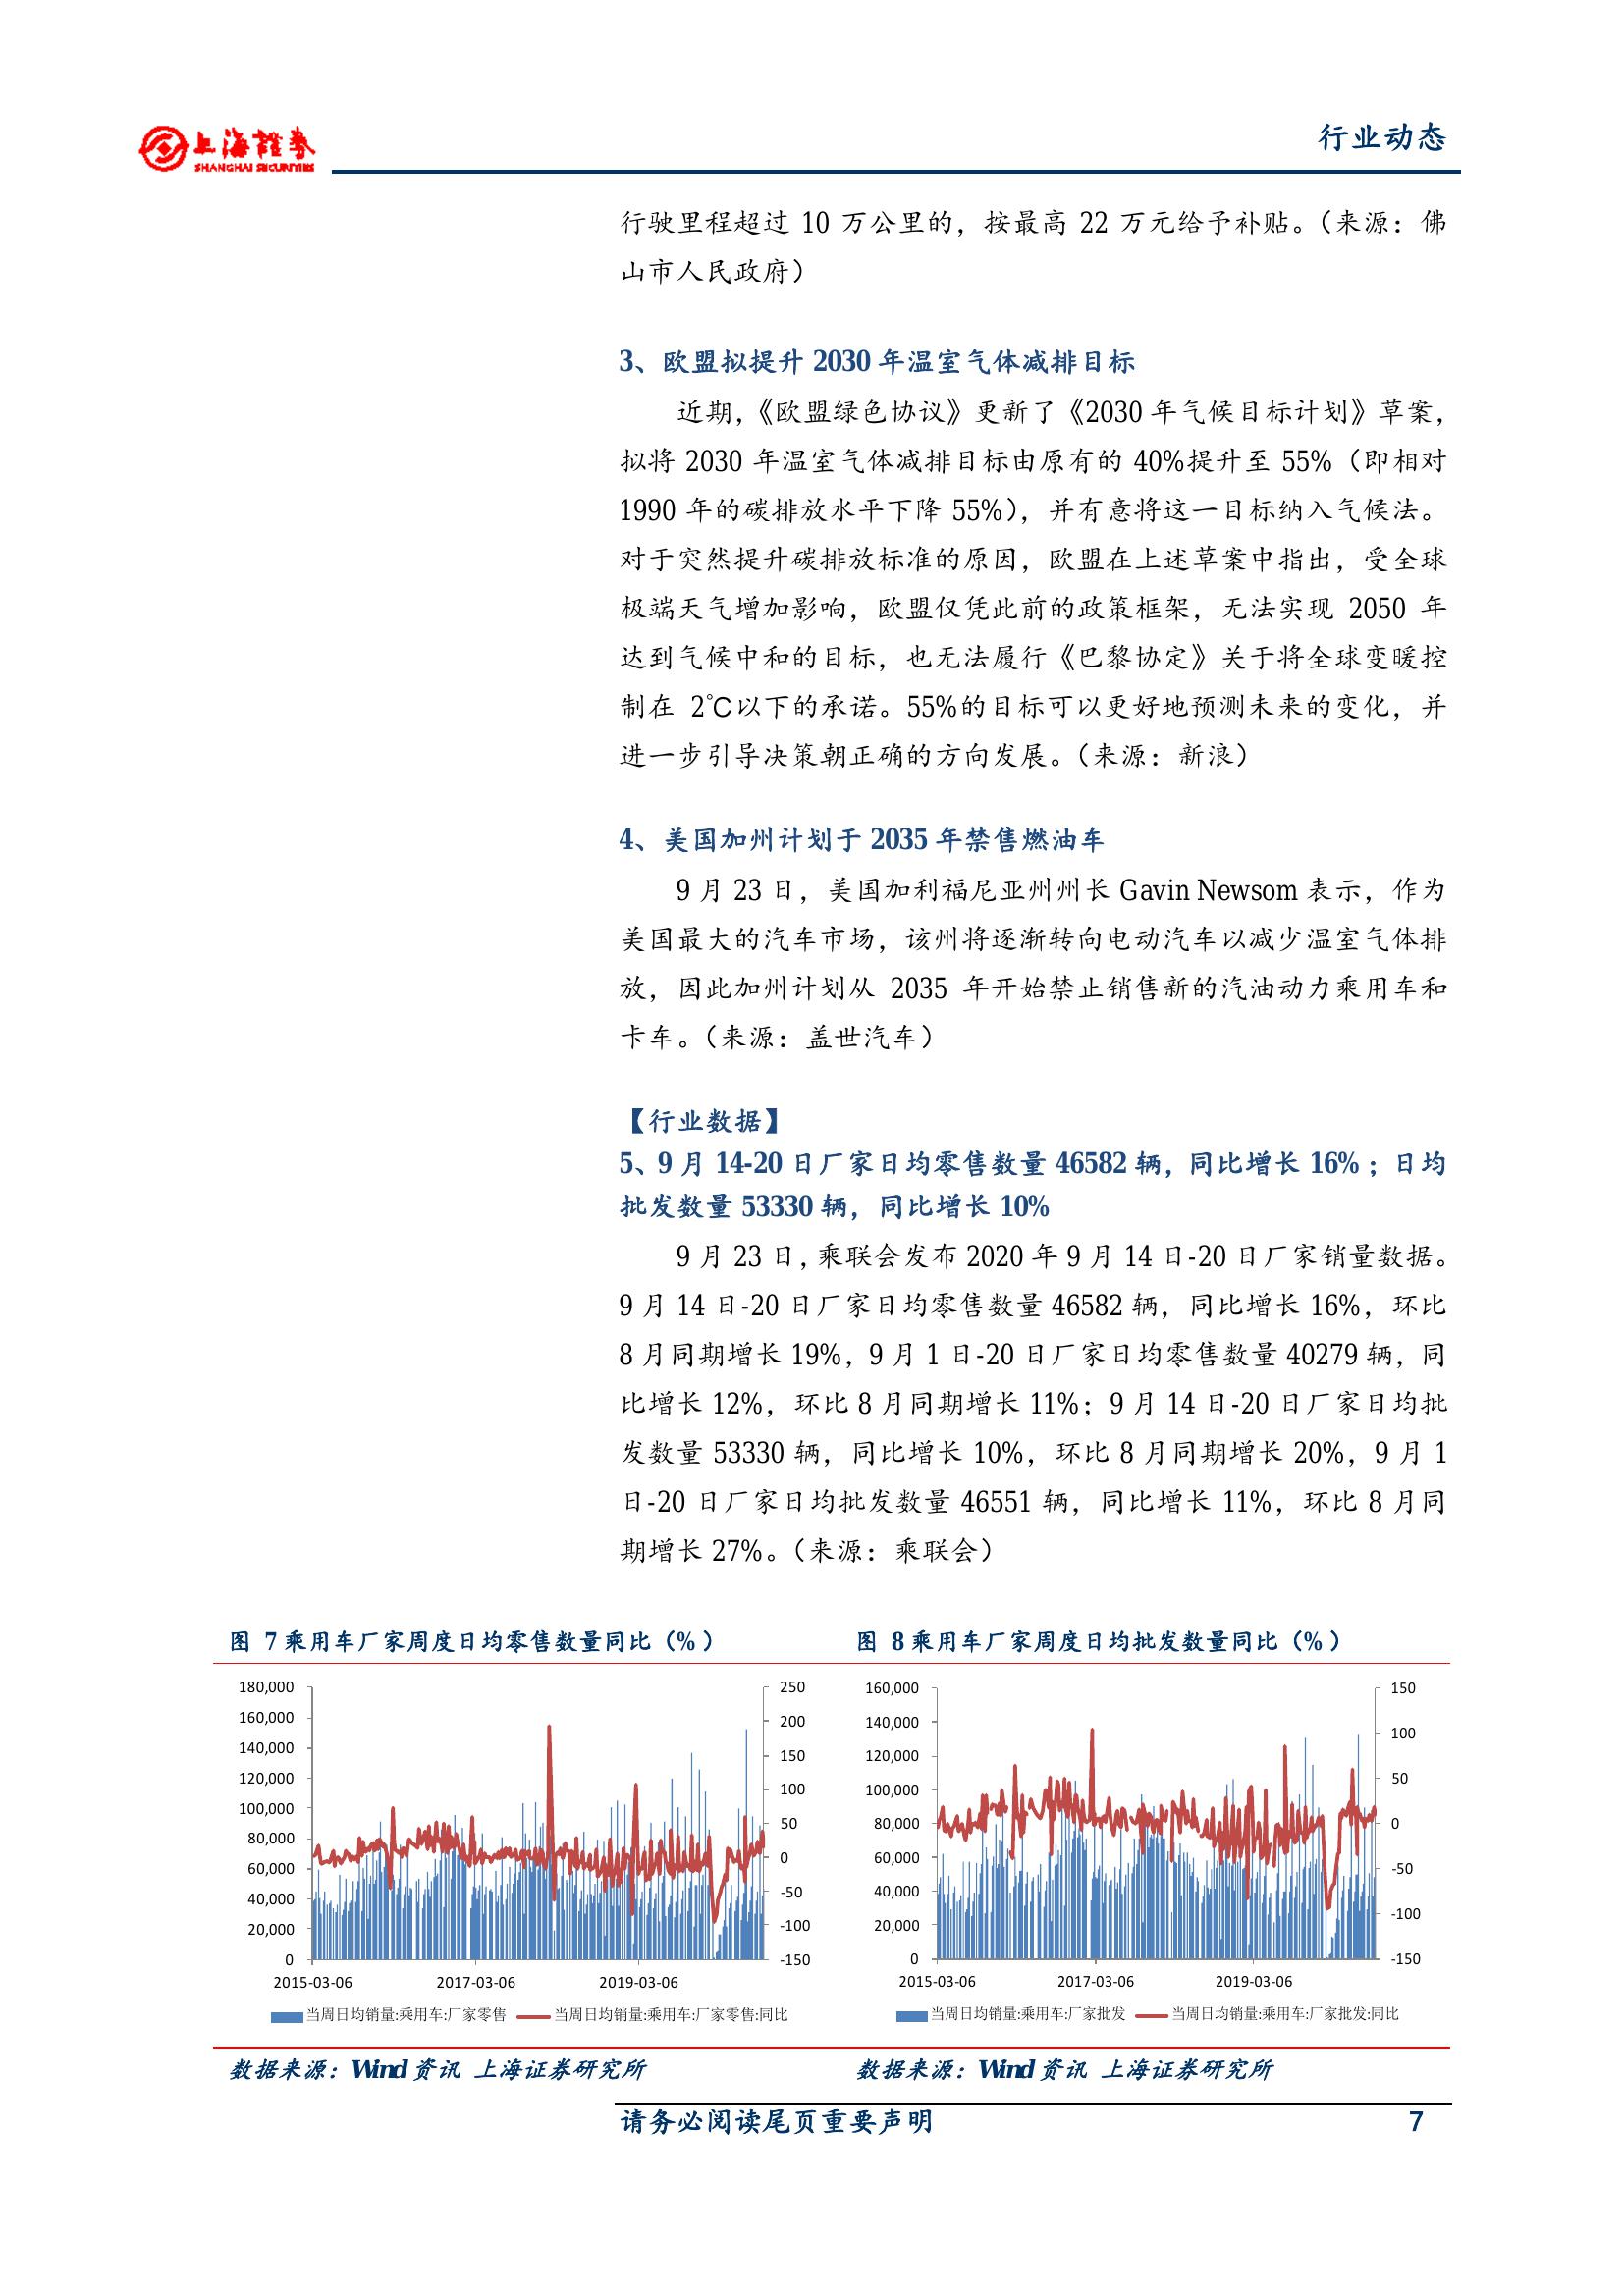 上海證券
SHANGHAI SECURITIES
行业动态
行驶里程超过 10 万公里的，按最高 22 万元给予补贴。（来源：佛
山市人民政府）
3、欧盟拟提升 2030 年温室气体减排目标
近期，《欧盟绿色协议》更新了《2030 年气候目标计划》草案，
拟将 2030 年温室气体减排目标由原有的 40%提升至 55%（即相对
1990 年的碳排放水平下降 55%），并有意将这一目标纳入气候法。
对于突然提升碳排放标准的原因，欧盟在上述草案中指出，受全球
极端天气增加影响，欧盟仅凭此前的政策框架，无法实现 2050 年
达到气候中和的目标，也无法履行《巴黎协定》关于将全球变暖控
制在 2℃以下的承诺。55%的目标可以更好地预测未来的变化，并
进一步引导决策朝正确的方向发展。（来源：新浪）
4、美国加州计划于 2035 年禁售燃油车
9 月 23 日，美国加利福尼亚州州长 Gavin Newsom 表示，作为
美国最大的汽车市场，该州将逐渐转向电动汽车以减少温室气体排
放，因此加州计划从 2035 年开始禁止销售新的汽油动力乘用车和
卡车。（来源：盖世汽车）
【行业数据】
5、9 月 14-20 日厂家日均零售数量 46582 辆，同比增长 16%；日均
批发数量 53330 辆，同比增长 10%
9 月 23 日，乘联会发布 2020 年 9 月 14 日-20 日厂家销量数据。
9 月 14 日-20 日厂家日均零售数量 46582 辆，同比增长 16%，环比
8 月同期增长 19%，9 月 1 日-20 日厂家日均零售数量 40279 辆，同
比增长 12%，环比 8 月同期增长 11%；9 月 14 日-20 日厂家日均批
发数量 53330 辆，同比增长 10%，环比 8 月同期增长 20%，9 月 1
日-20 日厂家日均批发数量 46551 辆，同比增长 11%，环比 8 月同
期增长 27%。（来源：乘联会）
图 7 乘用车厂家周度日均零售数量同比（%）
180,000 250
160,000 200
140,000 150
120,000 100
100,000 50
80,000 0
60,000 -50
40,000 -100
20,000 -150
0
2015-03-06 2017-03-06 2019-03-06
当周日均销量:乘用车:厂家零售 当周日均销量:乘用车:厂家零售:同比
数据来源：Wind 资讯 上海证券研究所
图 8 乘用车厂家周度日均批发数量同比（%）
160,000 150
140,000 100
120,000 50
100,000 0
80,000 -50
60,000 -100
40,000 -150
20,000
0
2015-03-06 2017-03-06 2019-03-06
当周日均销量:乘用车:厂家批发 当周日均销量:乘用车:厂家批发:同比
数据来源：Wind 资讯 上海证券研究所
请务必阅读尾页重要声明 7